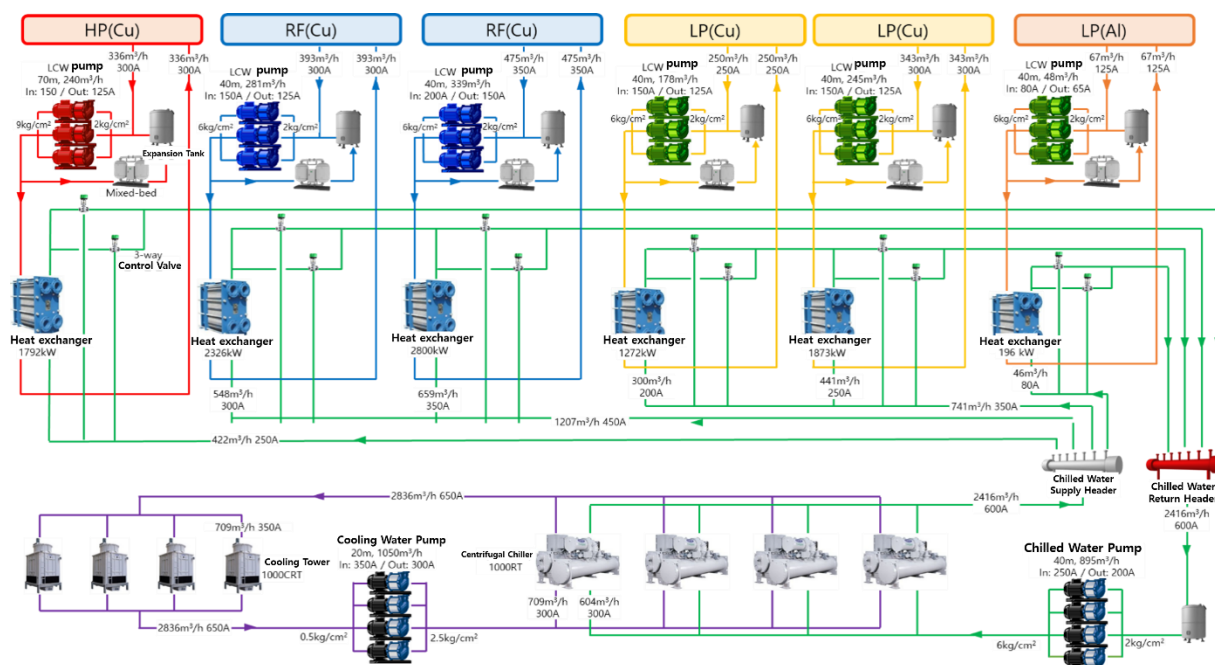 HP(Cu)
RF(Cu)
RF(Cu)
LP(Cu)
LP(Cu)
LP(Al)
LCW pump
70m, 240m³/h
In: 150 / Out: 125A
336m³/h
300A
336m³/h
300A
9kg/cm²
2kg/cm²
Expansion Tank
Mixed-bed
LCW pump
40m, 281m³/h
In: 150A / Out: 125A
393m³/h
300A
393m³/h
300A
6kg/cm²
2kg/cm²
LCW pump
40m, 339m³/h
In: 200A / Out: 150A
475m³/h
350A
475m³/h
350A
6kg/cm²
2kg/cm²
LCW pump
40m, 178m³/h
In: 150A / Out: 125A
250m³/h
250A
250m³/h
250A
6kg/cm²
2kg/cm²
LCW pump
40m, 245m³/h
In: 150A / Out: 125A
343m³/h
300A
343m³/h
300A
6kg/cm²
2kg/cm²
LCW pump
40m, 48m³/h
In: 80A / Out: 65A
67m³/h
125A
67m³/h
125A
6kg/cm²
2kg/cm²
3-way
Control Valve
Heat exchanger
1792kW
Heat exchanger
2326kW
Heat exchanger
2800kW
Heat exchanger
1272kW
Heat exchanger
1873kW
Heat exchanger
196 kW
548m³/h
300A
659m³/h
350A
300m³/h
200A
441m³/h
250A
46m³/h
80A
741m³/h 350A
1207m³/h 450A
422m³/h 250A
Chilled Water
Supply Header
Chilled Water
Return Header
2836m³/h 650A
2416m³/h
600A
2416m³/h
600A
709m³/h 350A
Cooling Tower
1000CRT
Cooling Water Pump
20m, 1050m³/h
In: 350A / Out: 300A
Centrifugal Chiller
1000RT
Chilled Water Pump
40m, 895m³/h
In: 250A / Out: 200A
709m³/h
300A
604m³/h
300A
2836m³/h 650A
0.5kg/cm²
2.5kg/cm²
6kg/cm²
2kg/cm²